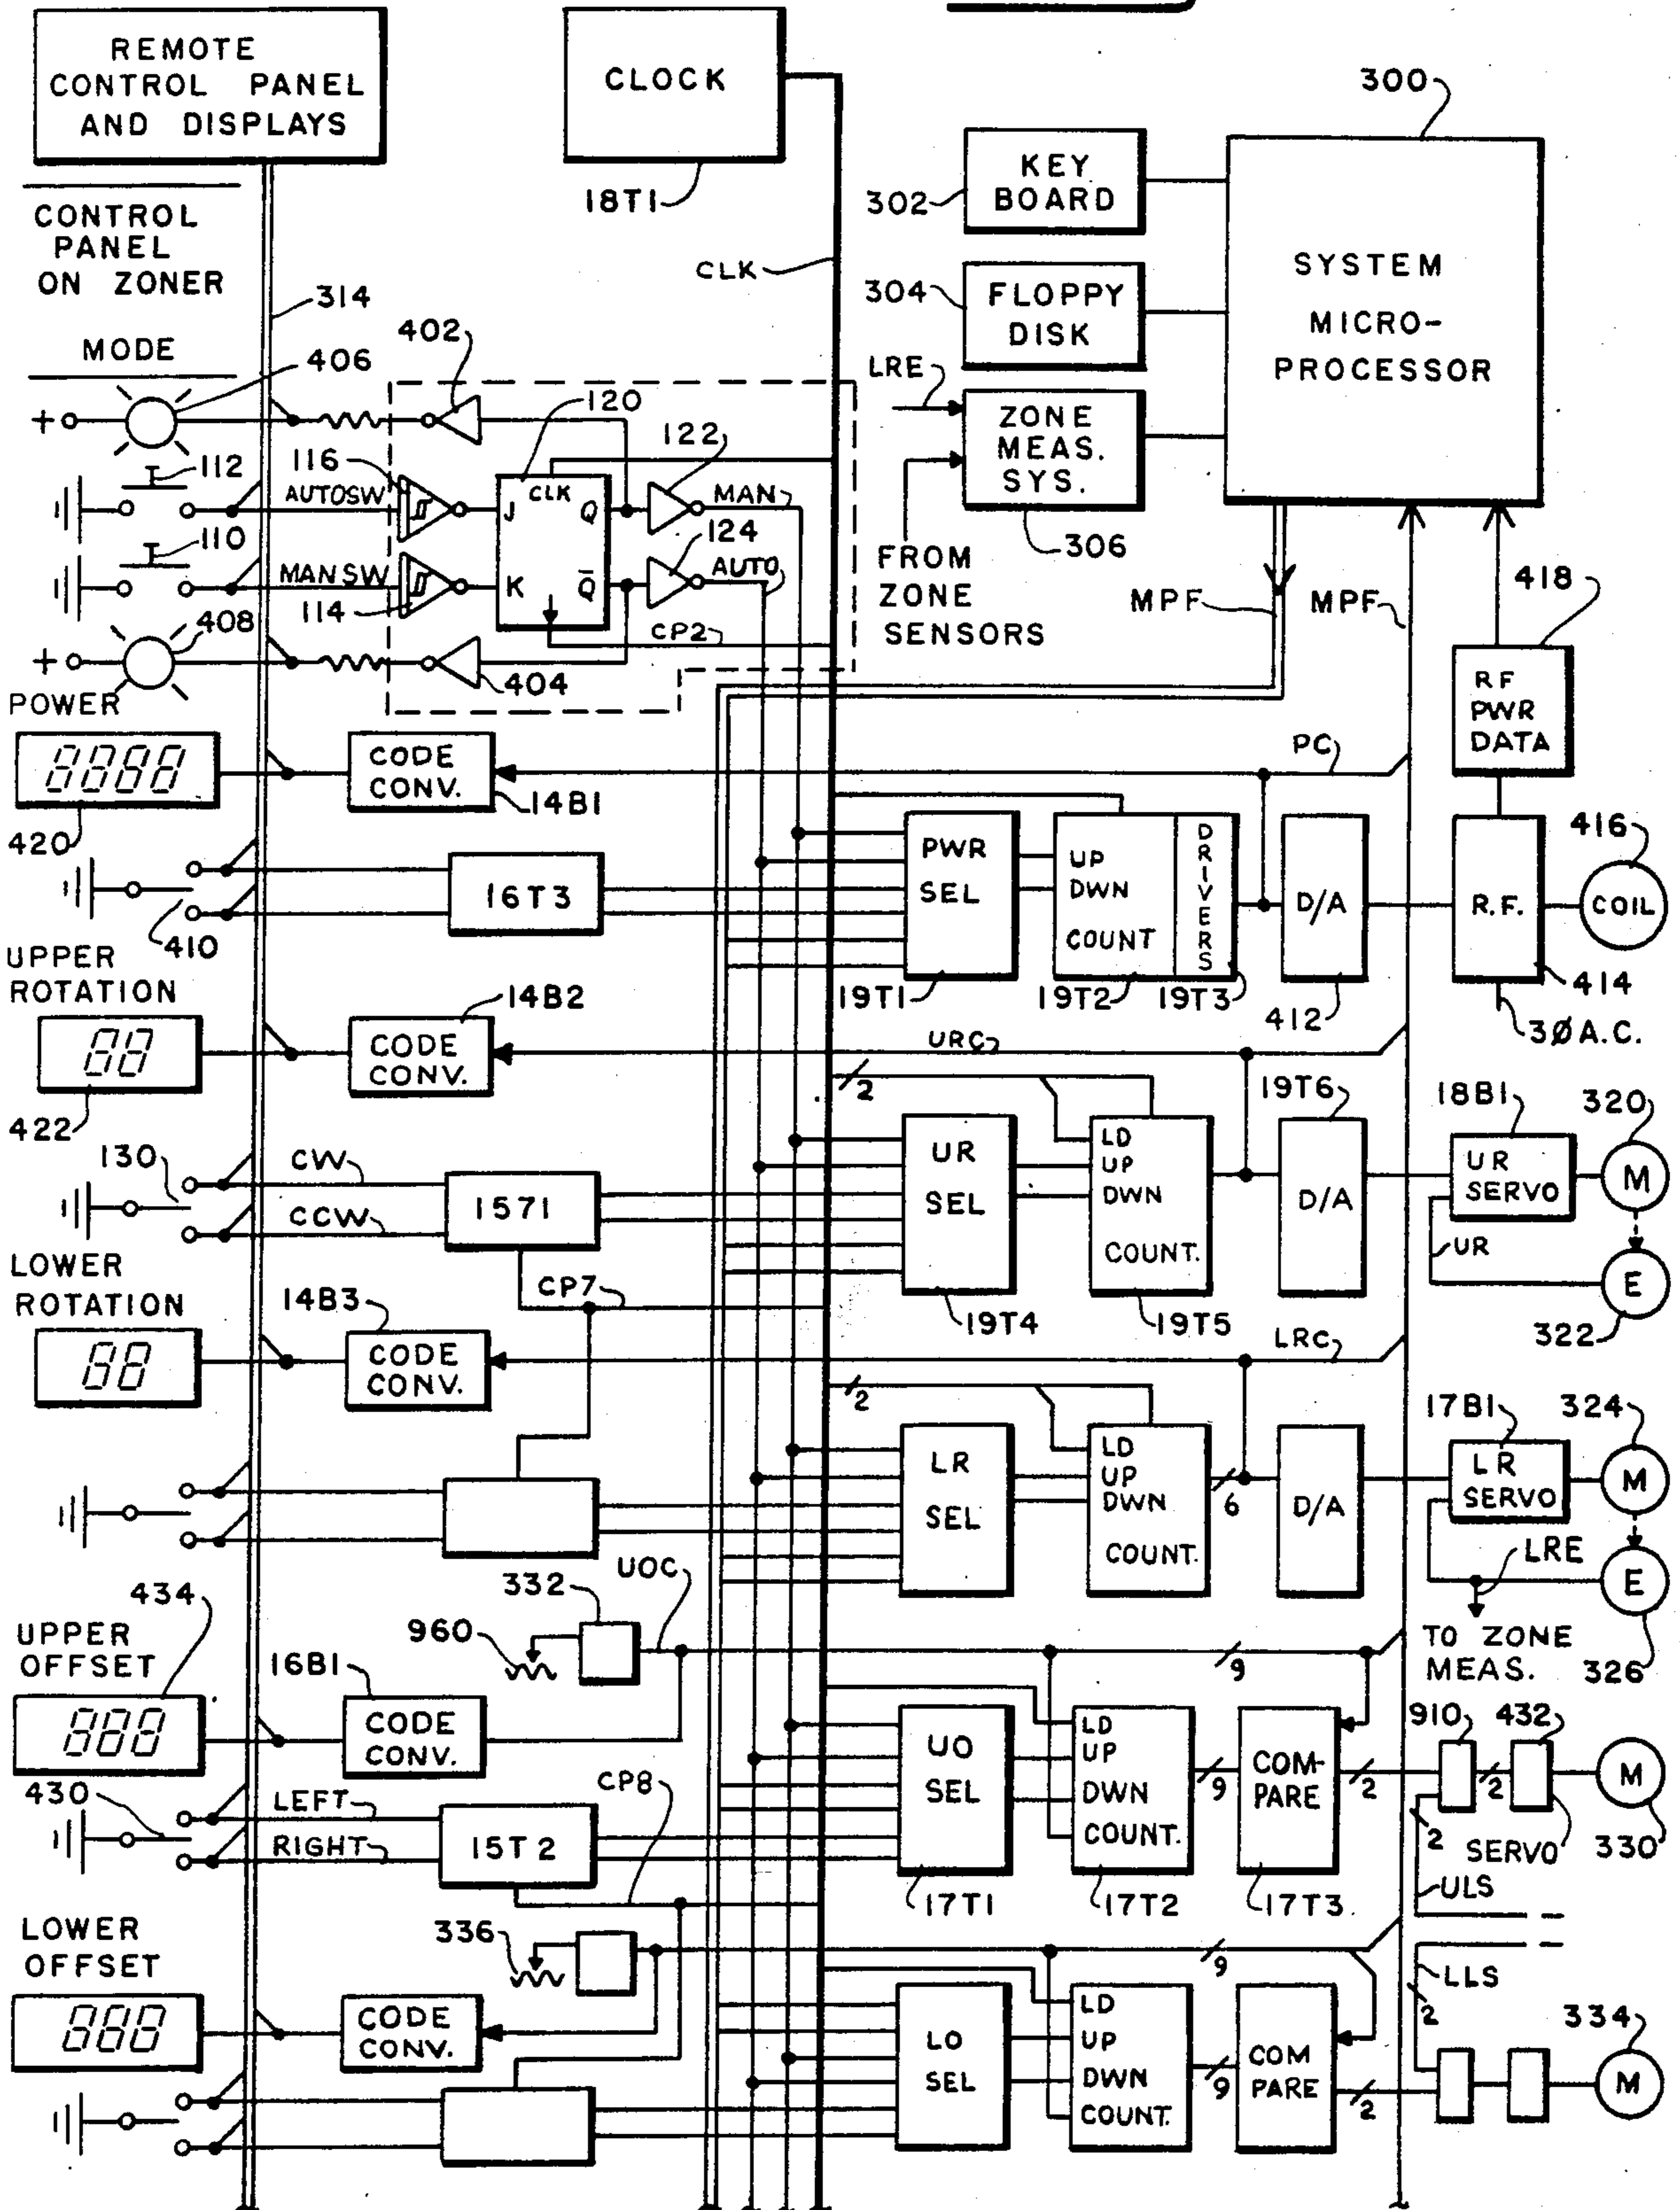 REMOTE
CONTROL PANEL
AND DISPLAYS
CLOCK
18T1
300
KEY
BOARD
302
SYSTEM
MICRO-
PROCESSOR
CONTROL
PANEL
ON ZONER
314
CLK
304
FLOPPY
DISK
MODE
406
402
LRE
ZONE
MEAS.
SYS.
306
+
120
122
112
116
AUTOSW
J
CLK
Q
MAN
124
110
MANSW
114
K
Q̅
AUTO
FROM
ZONE
SENSORS
MPF
MPF
418
408
CP2
+
404
POWER
RF
PWR
DATA
8888
CODE
CONV.
14B1
PC
420
PWR
SEL
UP
DWN
COUNT
DRIVERS
D/A
R.F.
416
COIL
16T3
410
19T1
19T2
19T3
412
414
3Ø A.C.
UPPER
ROTATION
14B2
88
CODE
CONV.
URC
422
2
19T6
18B1
320
130
CW
CCW
1571
UR
SEL
LD
UP
DWN
COUNT.
D/A
UR
SERVO
M
UR
E
322
CP7
19T4
19T5
LOWER
ROTATION
14B3
88
CODE
CONV.
LRC
2
17B1
324
LR
SEL
LD
UP
DWN
COUNT.
6
D/A
LR
SERVO
M
LRE
E
326
TO ZONE
MEAS.
434
332
UOC
960
UPPER
OFFSET
16B1
9
888
CODE
CONV.
910
432
UO
SEL
LD
UP
DWN
COUNT.
9
COM-
PARE
2
2
M
430
LEFT
RIGHT
15T2
CP8
2
SERVO
330
17T1
17T2
17T3
ULS
LOWER
OFFSET
336
9
LLS
2
888
CODE
CONV.
LO
SEL
LD
UP
DWN
COUNT.
9
COM
PARE
2
334
M